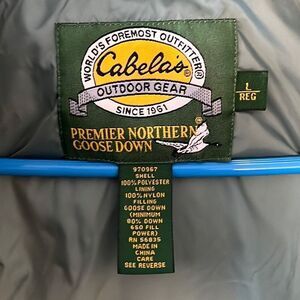 WORLD'S FOREMOST OUTFITTER®
Cabela's®
OUTDOOR GEAR
SINCE 1961
PREMIER NORTHERN
GOOSE DOWN
L
REG
970967
SHELL
100% POLYESTER
LINING
100% NYLON
FILLING
GOOSE DOWN
(MINIMUM
80% DOWN
650 FILL
POWER)
RN 56835
MADE IN
CHINA
CARE
SEE REVERSE